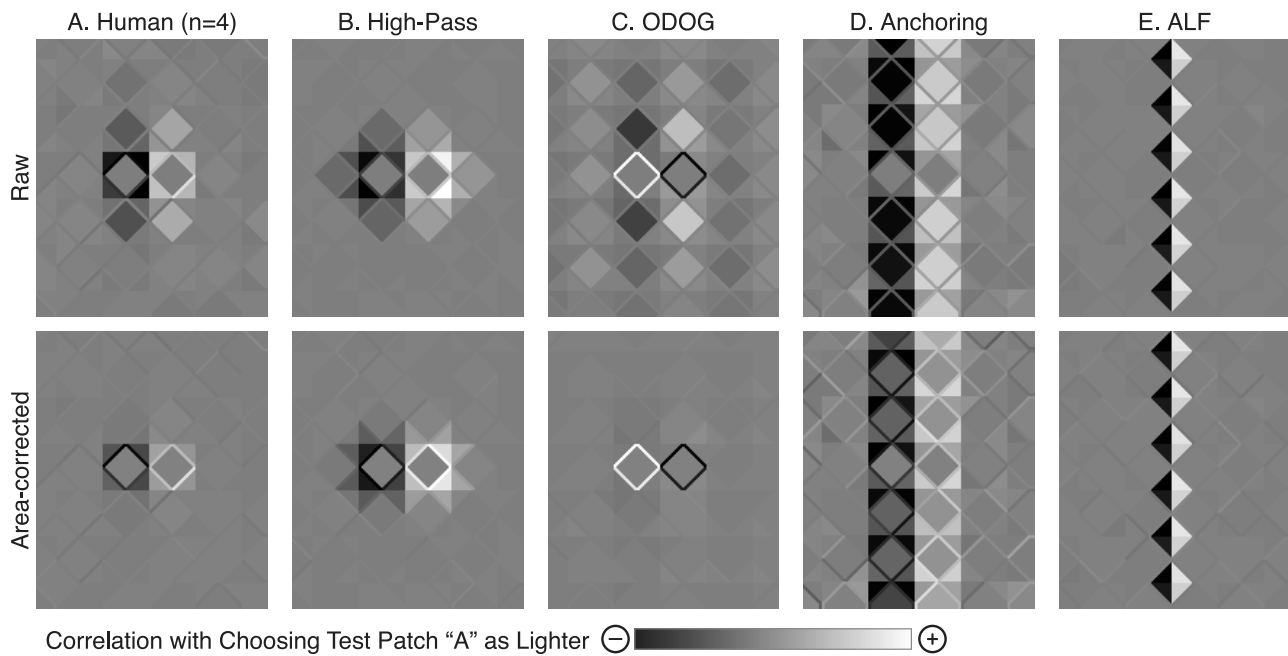 A. Human (n=4) B. High-Pass C. ODOG D. Anchoring E. ALF
Raw
Area-corrected
Correlation with Choosing Test Patch “A” as Lighter − +